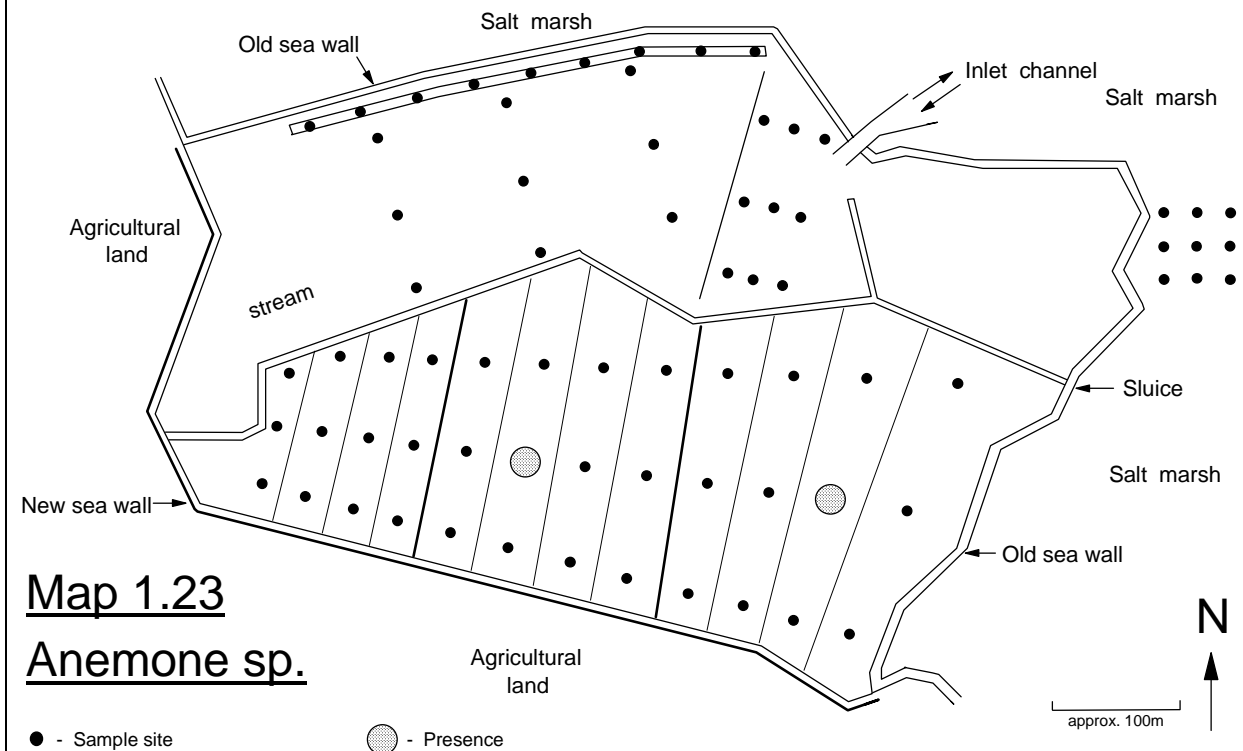 Salt marsh
Old sea wall
Inlet channel
Salt marsh
Agricultural
land
stream
Sluice
Salt marsh
New sea wall
Old sea wall
Map 1.23
Anemone sp.
Agricultural
land
N
approx. 100m
- Sample site
- Presence